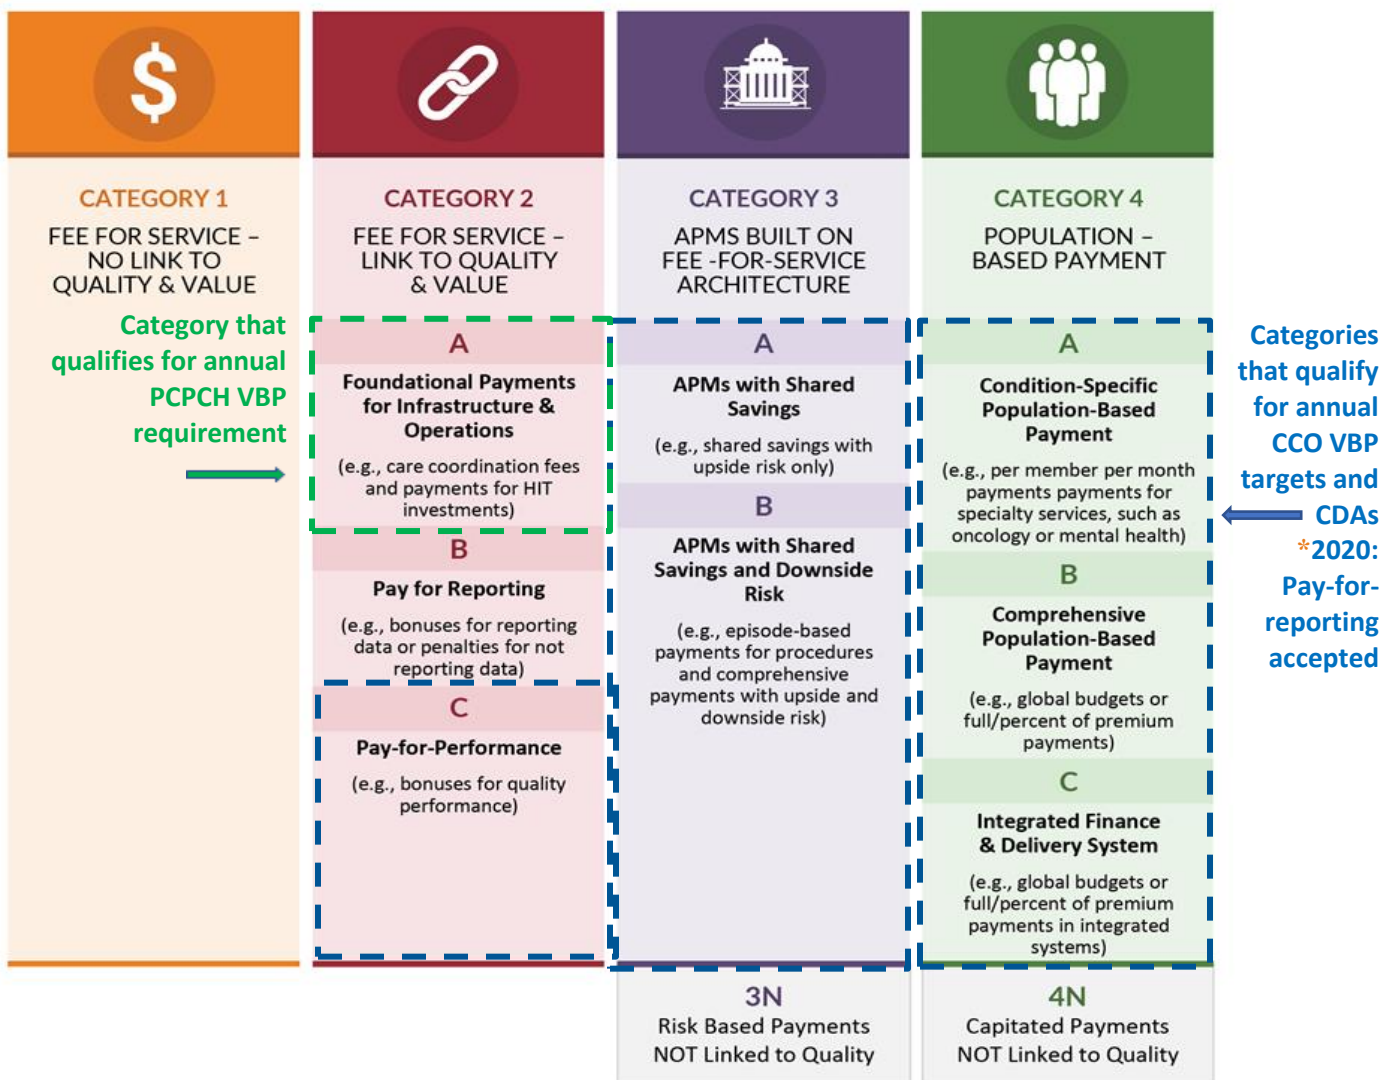 $
CATEGORY 1
FEE FOR SERVICE –
NO LINK TO
QUALITY & VALUE
Category that
qualifies for annual
PCPCH VBP
requirement
CATEGORY 2
FEE FOR SERVICE –
LINK TO QUALITY
& VALUE
A
Foundational Payments
for Infrastructure &
Operations
(e.g., care coordination fees
and payments for HIT
investments)
B
Pay for Reporting
(e.g., bonuses for reporting
data or penalties for not
reporting data)
C
Pay-for-Performance
(e.g., bonuses for quality
performance)
CATEGORY 3
APMS BUILT ON
FEE -FOR-SERVICE
ARCHITECTURE
A
APMs with Shared
Savings
(e.g., shared savings with
upside risk only)
B
APMs with Shared
Savings and Downside
Risk
(e.g., episode-based
payments for procedures
and comprehensive
payments with upside and
downside risk)
3N
Risk Based Payments
NOT Linked to Quality
CATEGORY 4
POPULATION –
BASED PAYMENT
A
Condition-Specific
Population-Based
Payment
(e.g., per member per month
payments payments for
specialty services, such as
oncology or mental health)
B
Comprehensive
Population-Based
Payment
(e.g., global budgets or
full/percent of premium
payments)
C
Integrated Finance
& Delivery System
(e.g., global budgets or
full/percent of premium
payments in integrated
systems)
4N
Capitated Payments
NOT Linked to Quality
Categories
that qualify
for annual
CCO VBP
targets and
CDAs
*2020:
Pay-for-
reporting
accepted